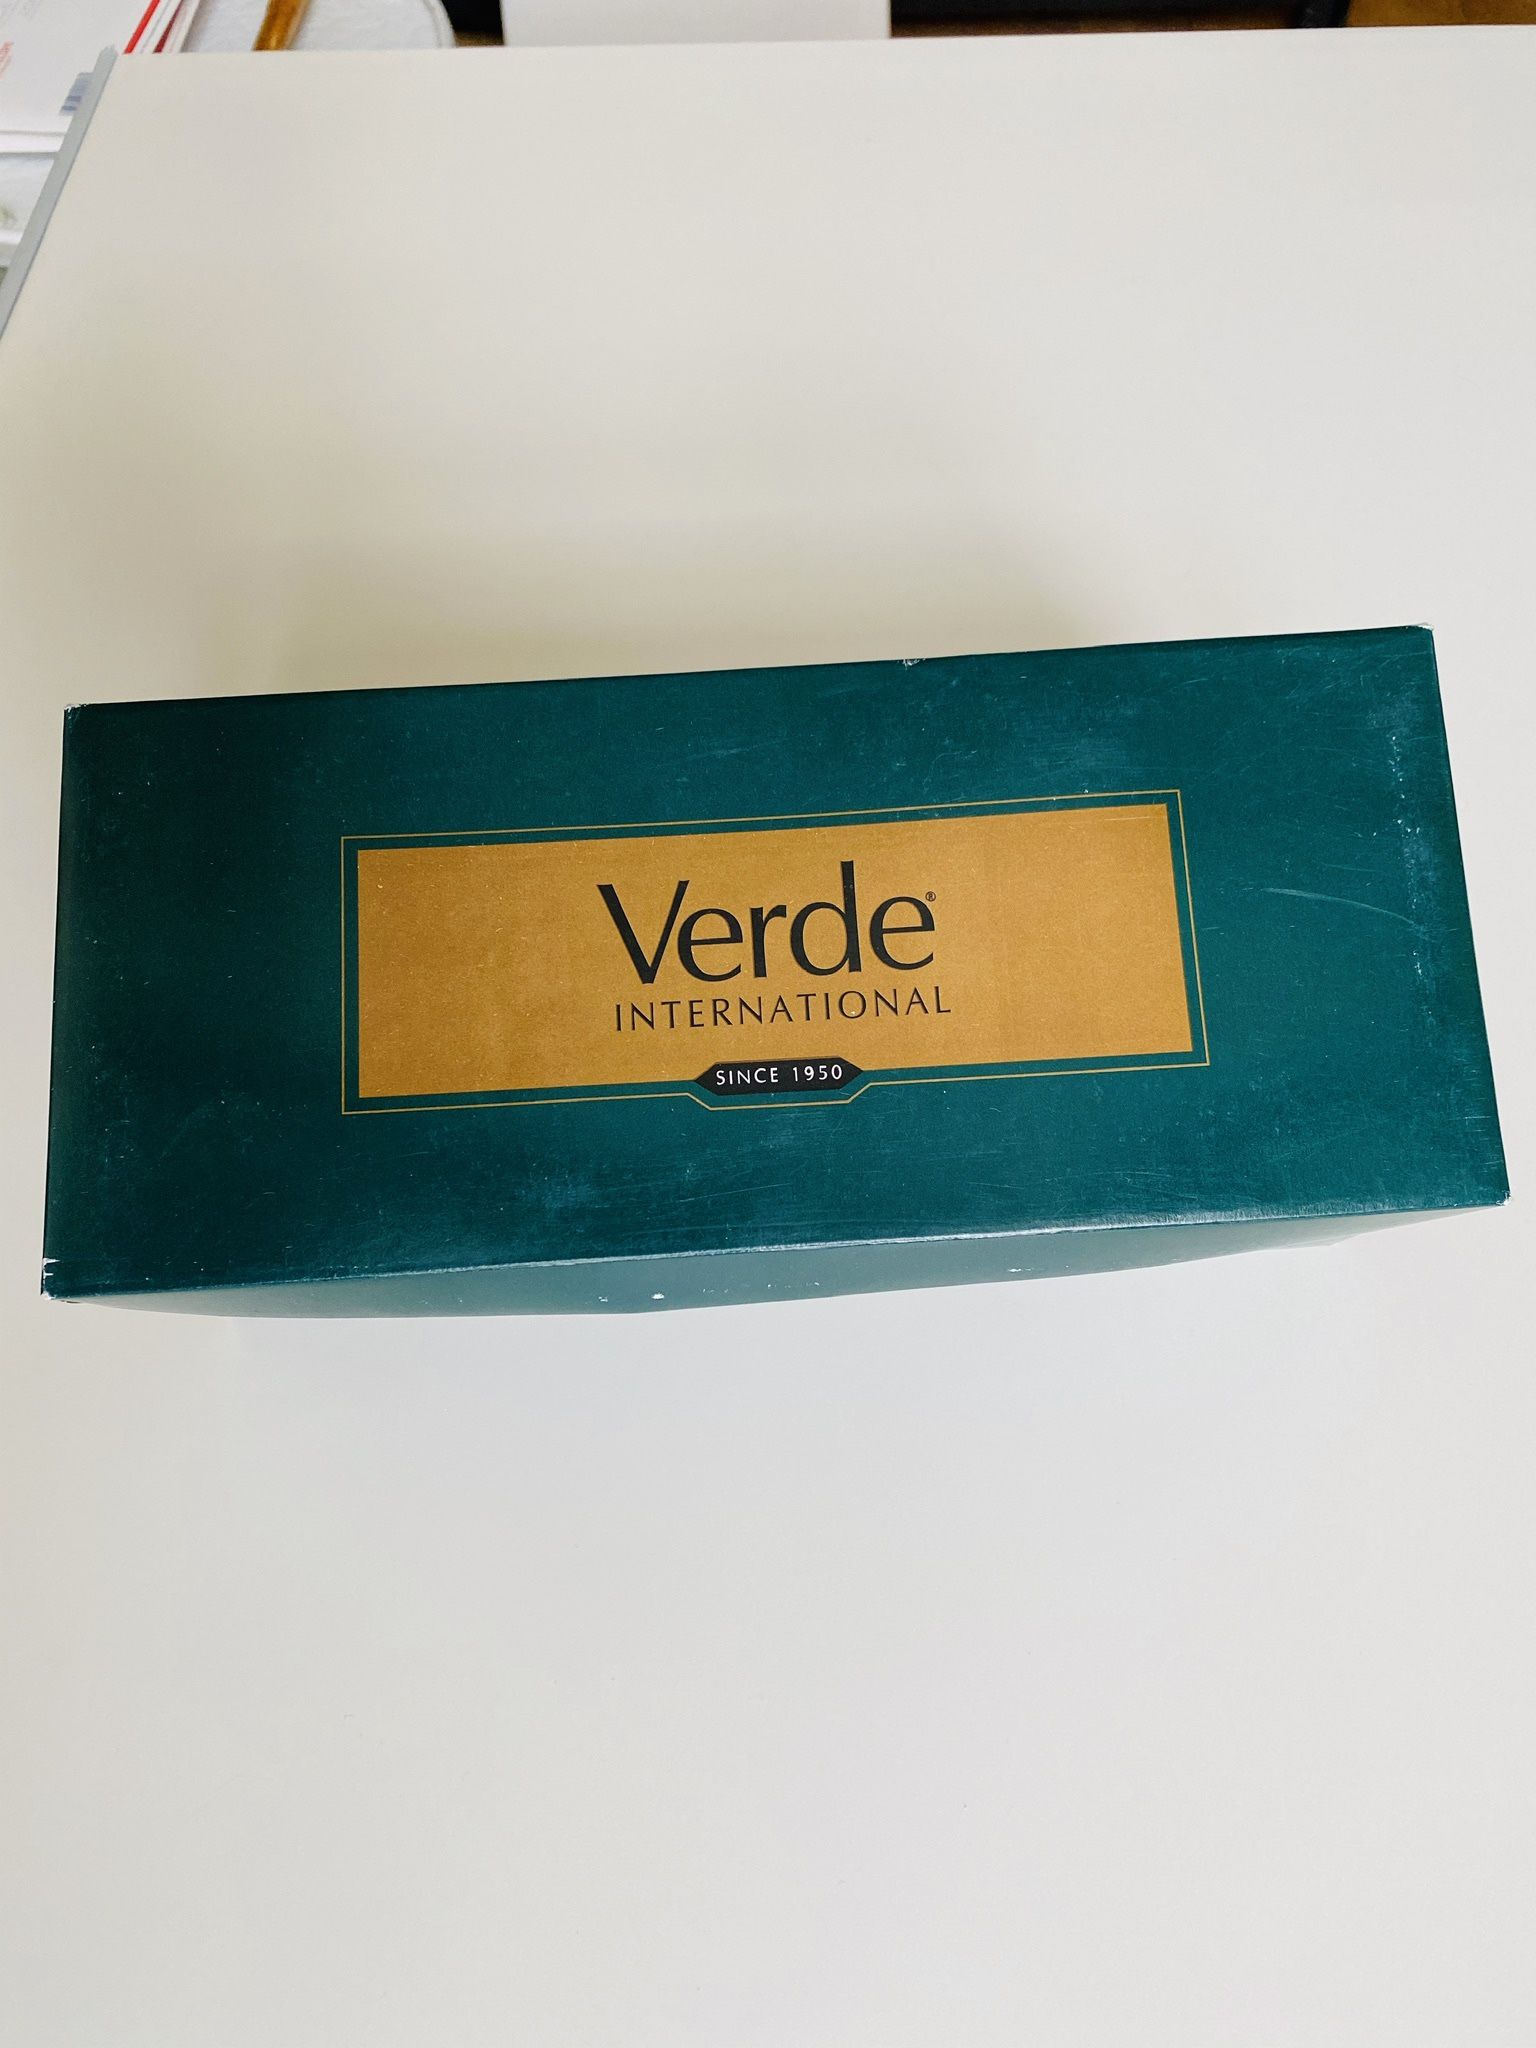 Verde®
INTERNATIONAL
SINCE 1950